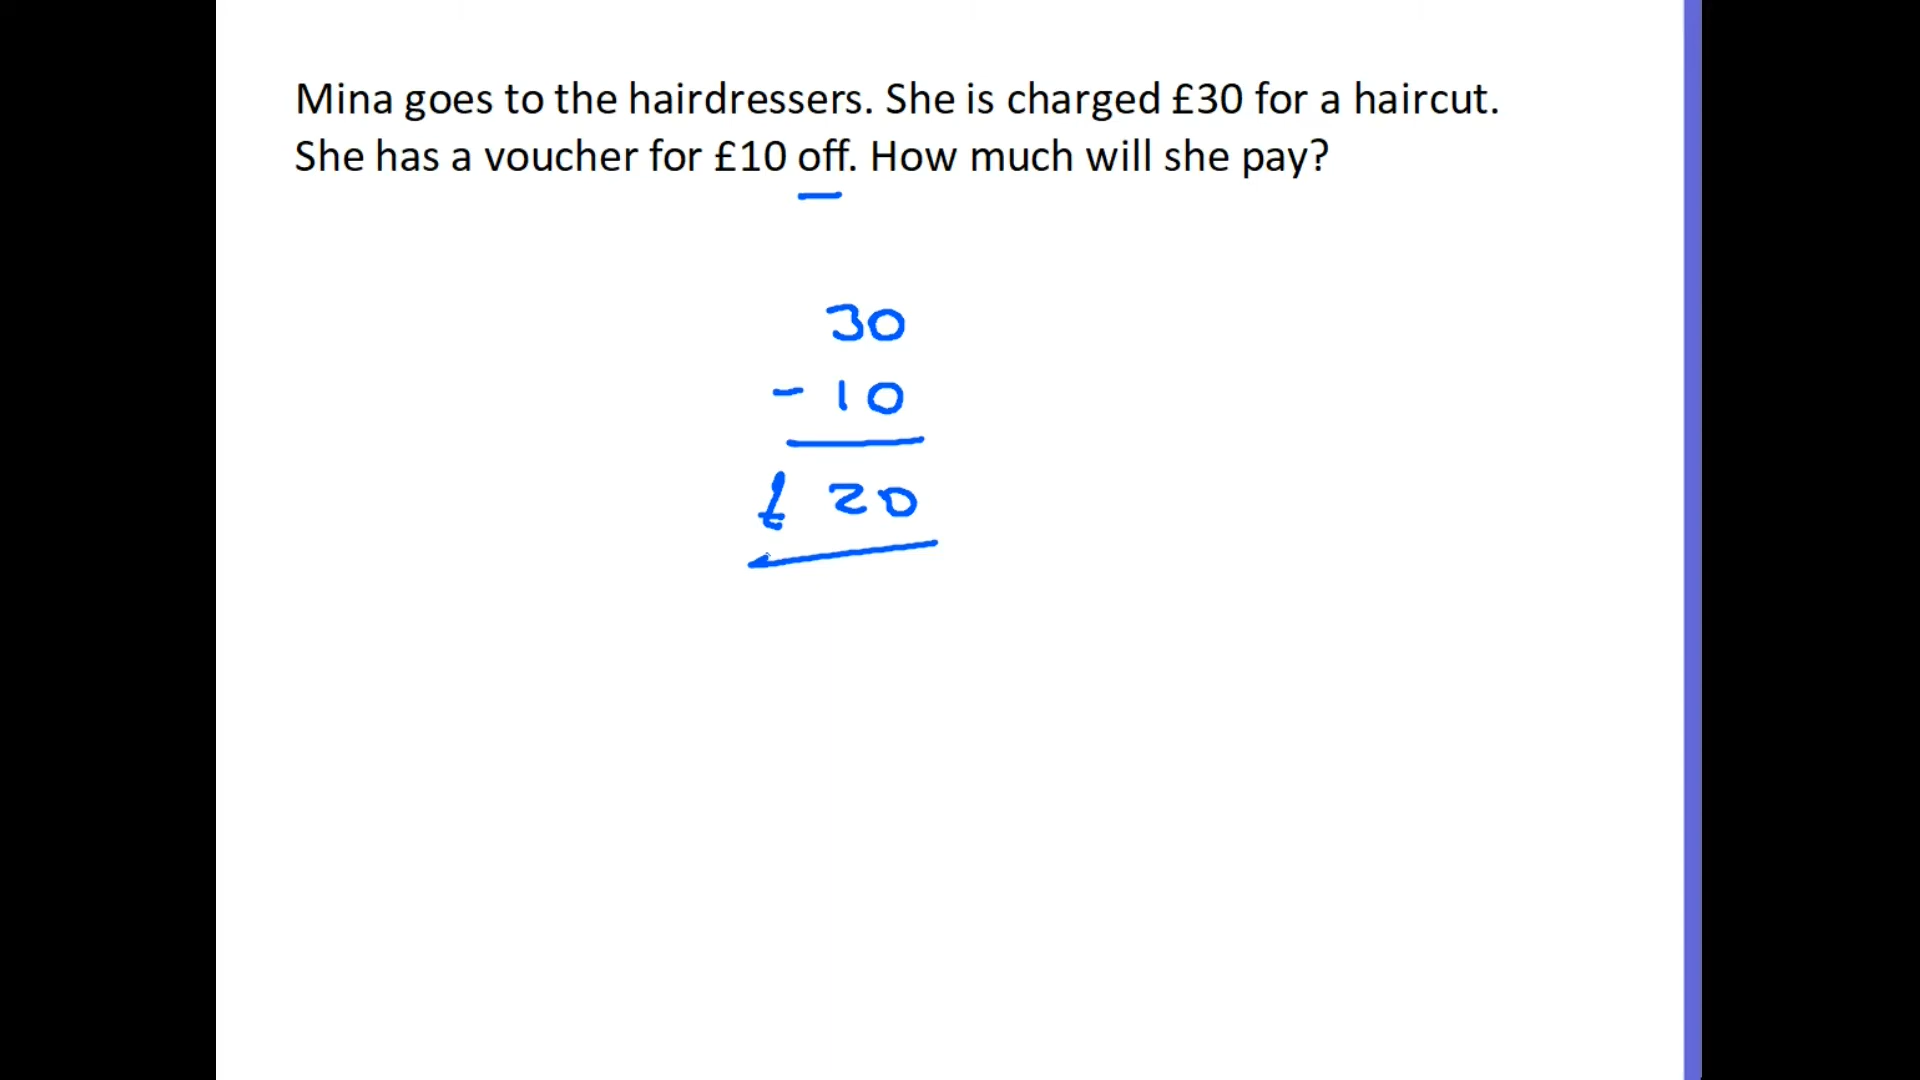 Mina goes to the hairdressers. She is charged £30 for a haircut.
She has a voucher for £10 off. How much will she pay?
30
- 10
£ 20